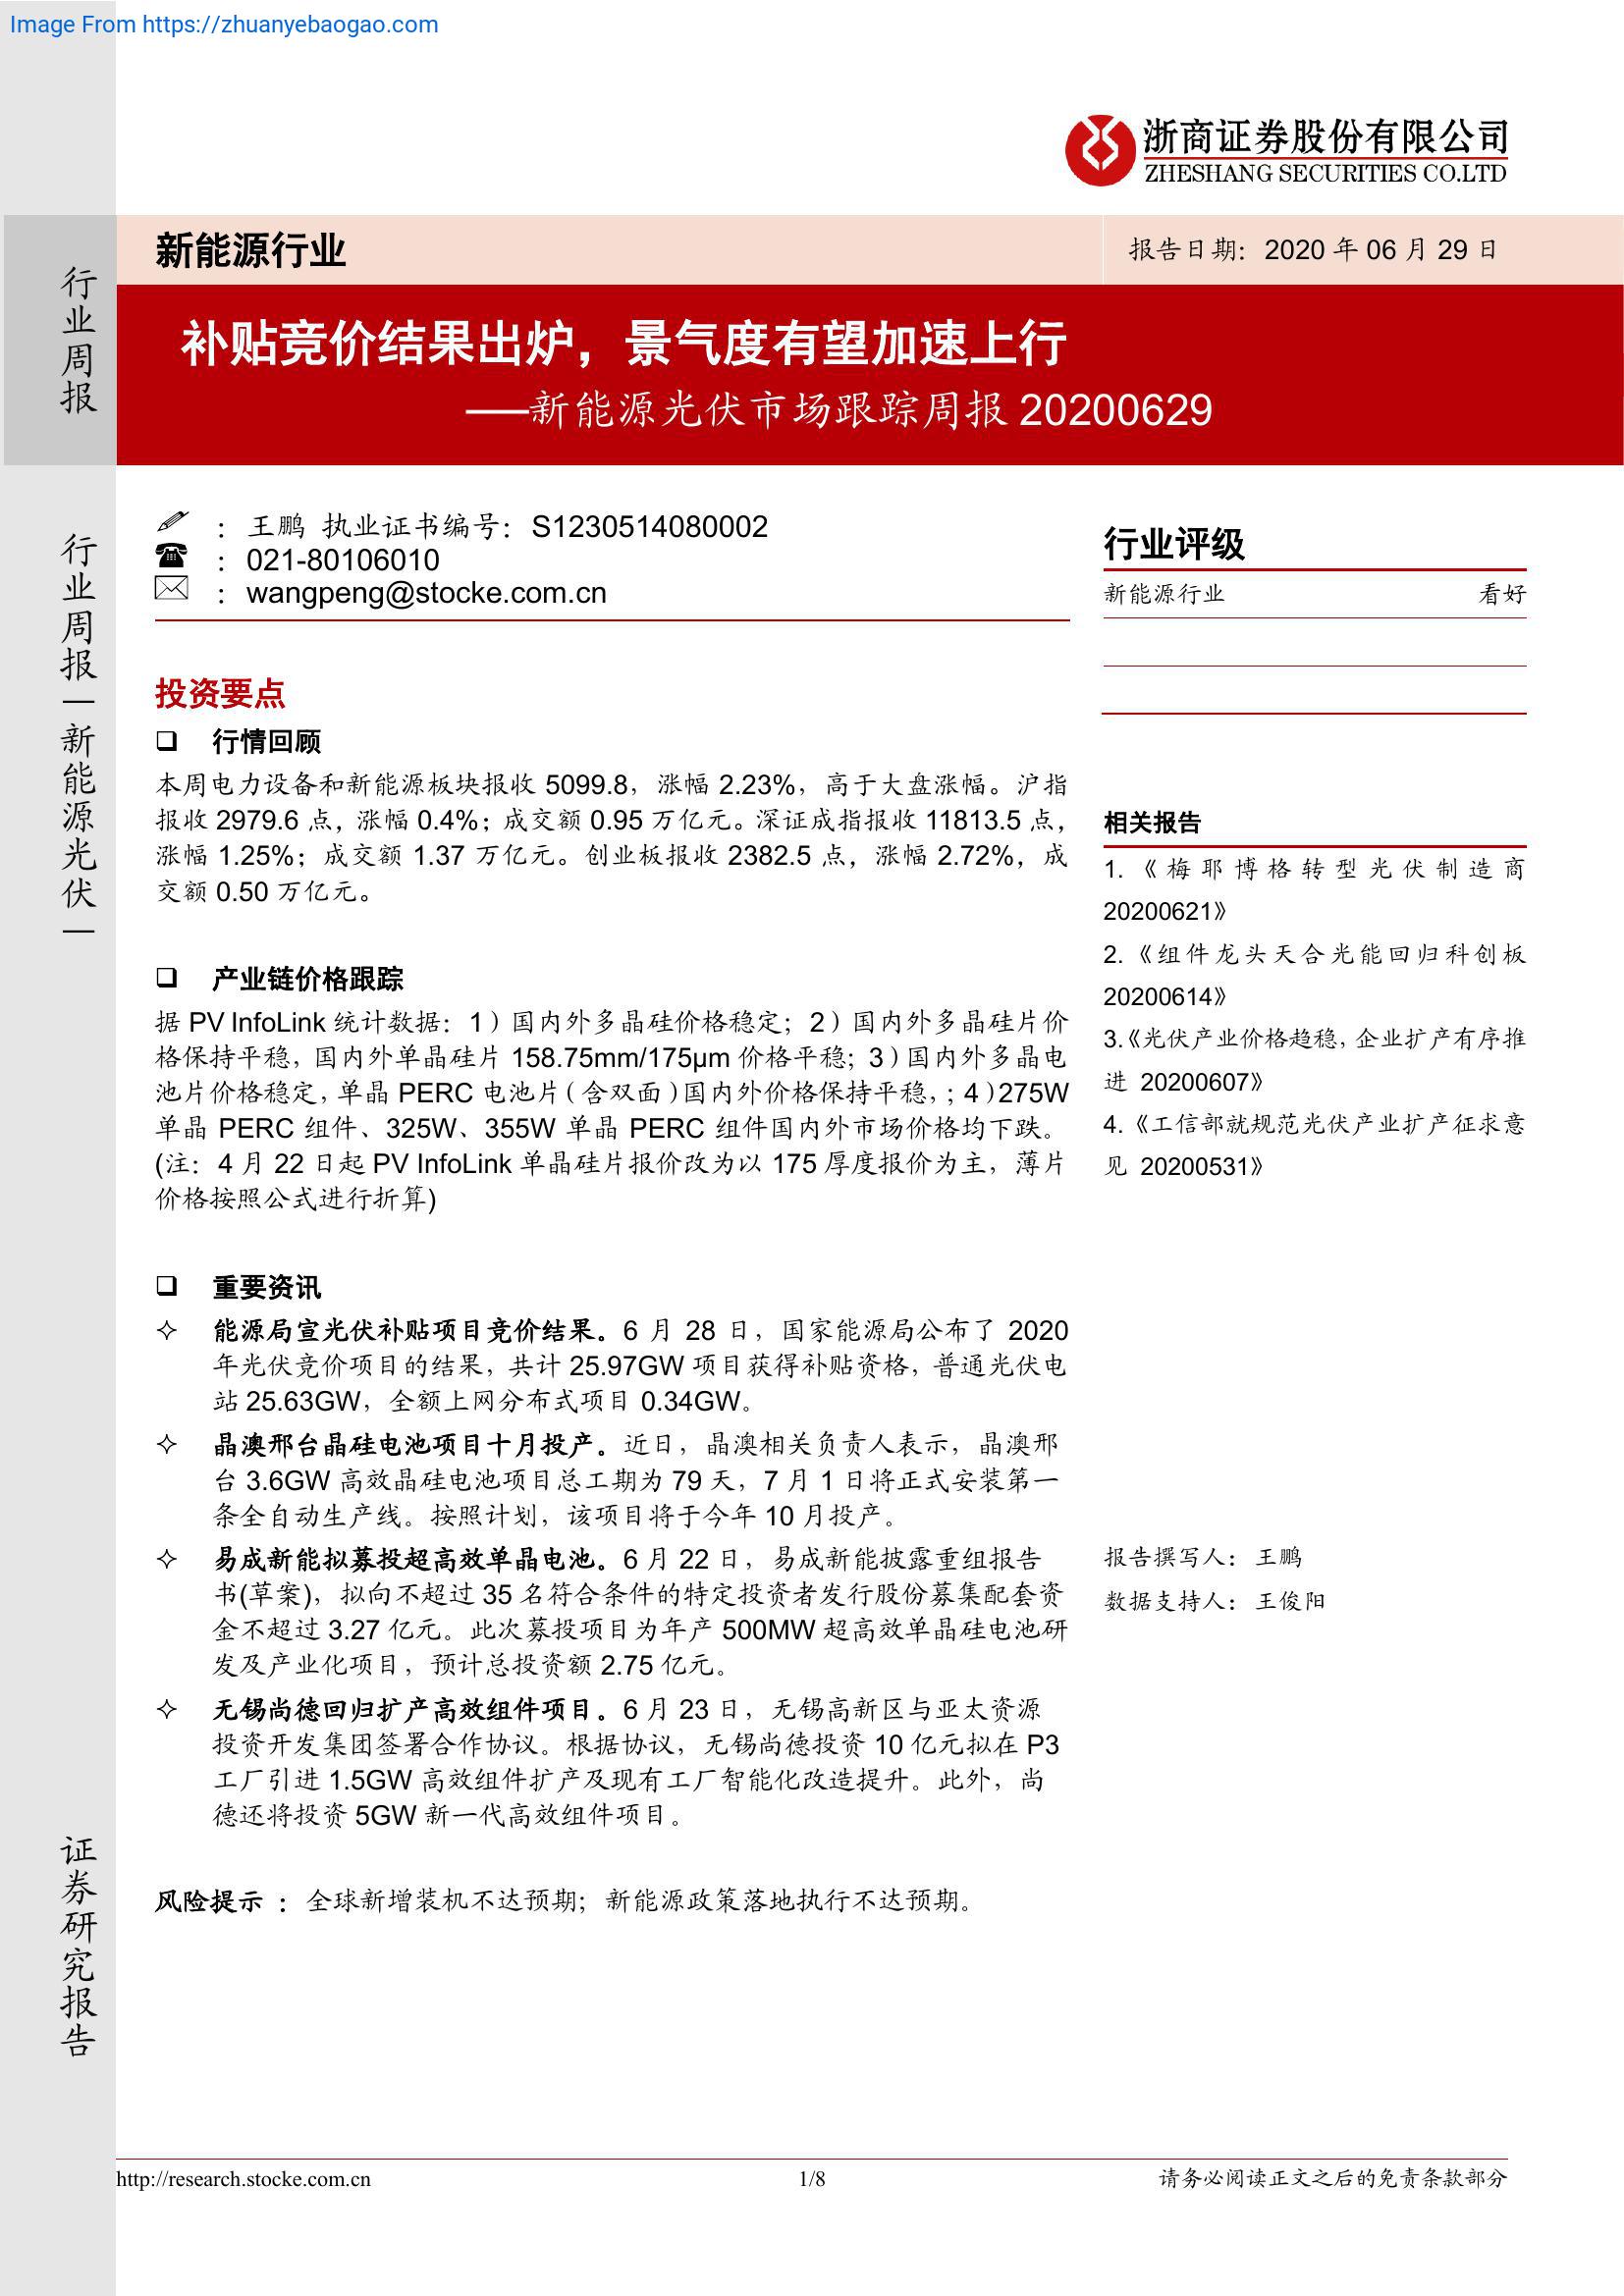 Image From https://zhuanyebaogao.com
浙商证券股份有限公司
ZHESHANG SECURITIES CO.LTD
新能源行业
报告日期：2020 年 06 月 29 日
行业周报
补贴竞价结果出炉，景气度有望加速上行
——新能源光伏市场跟踪周报 20200629
行业周报—新能源光伏—
：王鹏 执业证书编号：S1230514080002
：021-80106010
：wangpeng@stocke.com.cn
投资要点
❑ 行情回顾
本周电力设备和新能源板块报收 5099.8，涨幅 2.23%，高于大盘涨幅。沪指
报收 2979.6 点，涨幅 0.4%；成交额 0.95 万亿元。深证成指报收 11813.5 点，
涨幅 1.25%；成交额 1.37 万亿元。创业板报收 2382.5 点，涨幅 2.72%，成
交额 0.50 万亿元。
❑ 产业链价格跟踪
据 PV InfoLink 统计数据：1）国内外多晶硅价格稳定；2）国内外多晶硅片价
格保持平稳，国内外单晶硅片 158.75mm/175μm 价格平稳；3）国内外多晶电
池片价格稳定，单晶 PERC 电池片（含双面）国内外价格保持平稳，；4）275W
单晶 PERC 组件、325W、355W 单晶 PERC 组件国内外市场价格均下跌。
(注：4 月 22 日起 PV InfoLink 单晶硅片报价改为以 175 厚度报价为主，薄片
价格按照公式进行折算)
❑ 重要资讯
✧ 能源局宣光伏补贴项目竞价结果。6 月 28 日，国家能源局公布了 2020
年光伏竞价项目的结果，共计 25.97GW 项目获得补贴资格，普通光伏电
站 25.63GW，全额上网分布式项目 0.34GW。
✧ 晶澳邢台晶硅电池项目十月投产。近日，晶澳相关负责人表示，晶澳邢
台 3.6GW 高效晶硅电池项目总工期为 79 天，7 月 1 日将正式安装第一
条全自动生产线。按照计划，该项目将于今年 10 月投产。
✧ 易成新能拟募投超高效单晶电池。6 月 22 日，易成新能披露重组报告
书(草案)，拟向不超过 35 名符合条件的特定投资者发行股份募集配套资
金不超过 3.27 亿元。此次募投项目为年产 500MW 超高效单晶硅电池研
发及产业化项目，预计总投资额 2.75 亿元。
✧ 无锡尚德回归扩产高效组件项目。6 月 23 日，无锡高新区与亚太资源
投资开发集团签署合作协议。根据协议，无锡尚德投资 10 亿元拟在 P3
工厂引进 1.5GW 高效组件扩产及现有工厂智能化改造提升。此外，尚
德还将投资 5GW 新一代高效组件项目。
风险提示 ：全球新增装机不达预期；新能源政策落地执行不达预期。
行业评级
新能源行业 看好
相关报告
1.《梅耶博格转型光伏制造商
20200621》
2.《组件龙头天合光能回归科创板
20200614》
3.《光伏产业价格趋稳，企业扩产有序推
进 20200607》
4.《工信部就规范光伏产业扩产征求意
见 20200531》
报告撰写人：王鹏
数据支持人：王俊阳
证券研究报告
http://research.stocke.com.cn
1/8
请务必阅读正文之后的免责条款部分